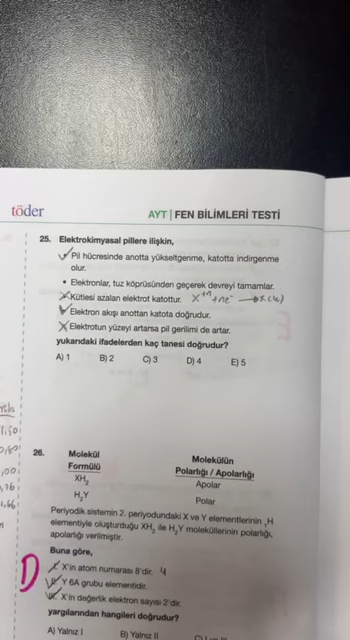 töder
AYT | FEN BİLİMLERİ TESTİ
25. Elektrokimyasal pillere ilişkin,
Pil hücresinde anotta yükseltgenme, katotta indirgenme
olur.
• Elektronlar, tuz köprüsünden geçerek devreyi tamamlar.
Kütlesi azalan elektrot katottur. X+n +ne- → X(k)
Elektron akışı anottan katota doğrudur.
Elektrotun yüzeyi artarsa pil gerilimi de artar.
yukarıdaki ifadelerden kaç tanesi doğrudur?
A) 1 B) 2 C) 3 D) 4 E) 5
26. Molekül Molekülün
Formülü Polarlığı / Apolarlığı
XH₂ Apolar
H₂Y Polar
Periyodik sistemin 2. periyodundaki X ve Y elementlerinin ₁H
elementiyle oluşturduğu XH₂ ile H₂Y moleküllerinin polarlığı,
apolarlığı verilmiştir.
Buna göre,
I. X'in atom numarası 8'dir. 4
II. Y 6A grubu elementidir.
III. X'in değerlik elektron sayısı 2'dir.
D
yargılarından hangileri doğrudur?
A) Yalnız I B) Yalnız II